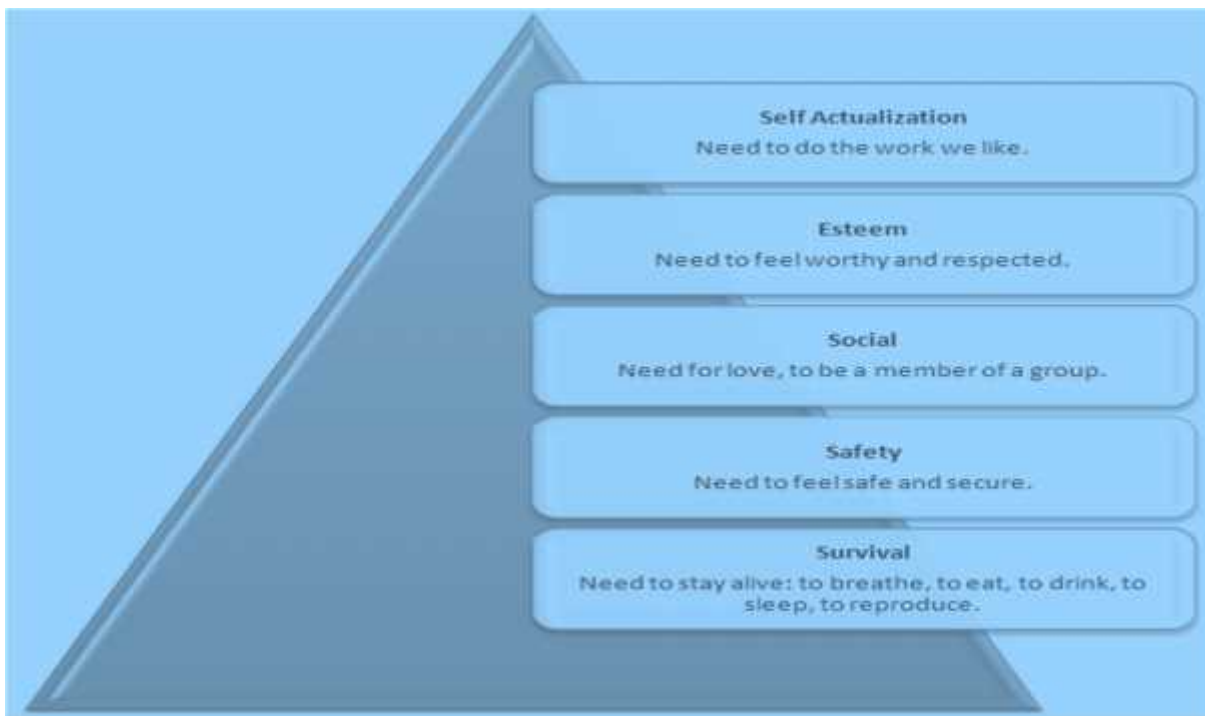 Self Actualization
Need to do the work we like.
Esteem
Need to feel worthy and respected.
Social
Need for love, to be a member of a group.
Safety
Need to feel safe and secure.
Survival
Need to stay alive: to breathe, to eat, to drink, to
sleep, to reproduce.